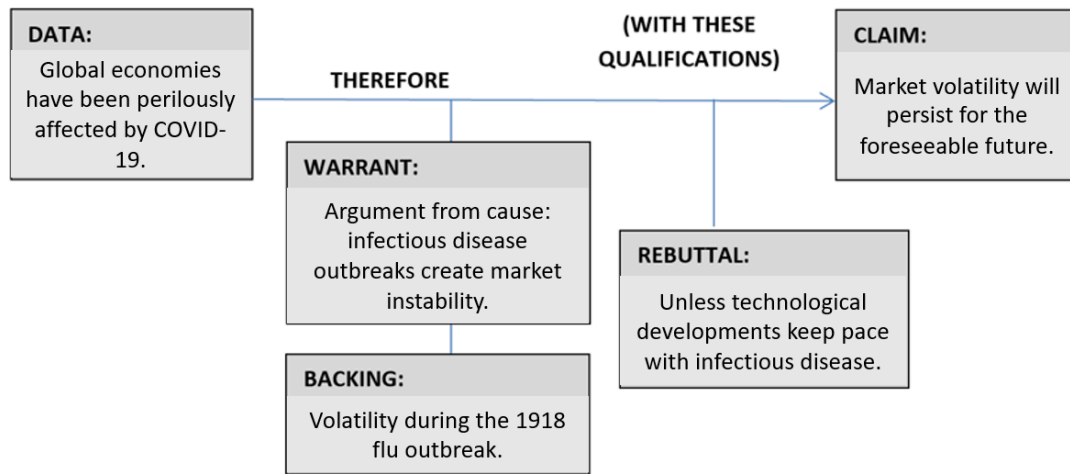 DATA:
Global economies
have been perilously
affected by COVID-
19.
THEREFORE
(WITH THESE
QUALIFICATIONS)
CLAIM:
Market volatility will
persist for the
foreseeable future.
WARRANT:
Argument from cause:
infectious disease
outbreaks create market
instability.
REBUTTAL:
Unless technological
developments keep pace
with infectious disease.
BACKING:
Volatility during the 1918
flu outbreak.